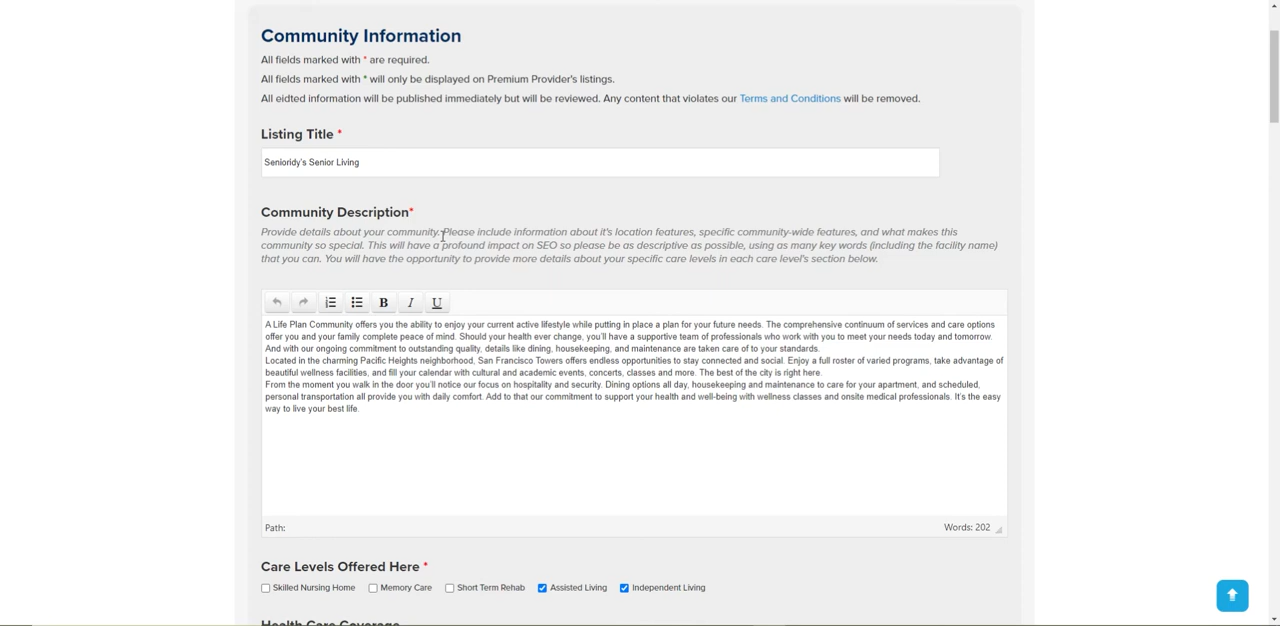 Community Information
All fields marked with * are required.
All fields marked with * will only be displayed on Premium Provider's listings.
All eidted information will be published immediately but will be reviewed. Any content that violates our Terms and Conditions will be removed.
Listing Title *
Senioridy's Senior Living
Community Description*
Provide details about your community. Please include information about it's location features, specific community-wide features, and what makes this
community so special. This will have a profound impact on SEO so please be as descriptive as possible, using as many key words (including the facility name)
that you can. You will have the opportunity to provide more details about your specific care levels in each care level's section below.
B I U
A Life Plan Community offers you the ability to enjoy your current active lifestyle while putting in place a plan for your future needs. The comprehensive continuum of services and care options
offer you and your family complete peace of mind. Should your health ever change, you'll have a supportive team of professionals who work with you to meet your needs today and tomorrow.
And with our ongoing commitment to outstanding quality, details like dining, housekeeping, and maintenance are taken care of to your standards.
Located in the charming Pacific Heights neighborhood, San Francisco Towers offers endless opportunities to stay connected and social. Enjoy a full roster of varied programs, take advantage of
beautiful wellness facilities, and fill your calendar with cultural and academic events, concerts, classes and more. The best of the city is right here.
From the moment you walk in the door you'll notice our focus on hospitality and security. Dining options all day, housekeeping and maintenance to care for your apartment, and scheduled,
personal transportation all provide you with daily comfort. Add to that our commitment to support your health and well-being with wellness classes and onsite medical professionals. It's the easy
way to live your best life.
Path: Words: 202
Care Levels Offered Here *
Skilled Nursing Home Memory Care Short Term Rehab Assisted Living Independent Living
Health Care Coverage